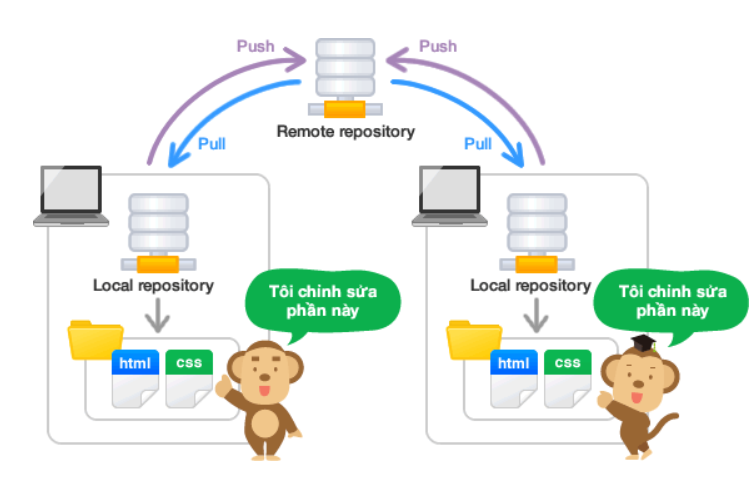 Push
Push
Pull
Pull
Remote repository
Local repository
Tôi chỉnh sửa
phần này
html
css
Local repository
Tôi chỉnh sửa
phần này
html
css